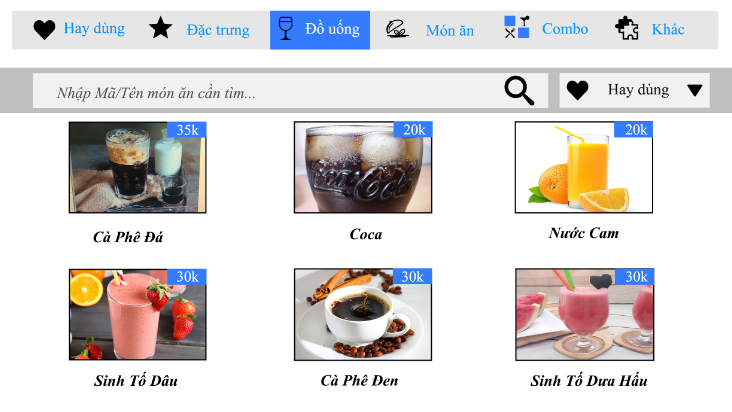 Hay dùng
Đặc trưng
Đồ uống
Món ăn
Combo
Khác
Nhập Mã/Tên món ăn cần tìm...
Hay dùng
35k
20k
20k
Coca-Cola
Cà Phê Đá
Coca
Nước Cam
30k
30k
30k
Sinh Tố Dâu
Cà Phê Đen
Sinh Tố Dưa Hấu